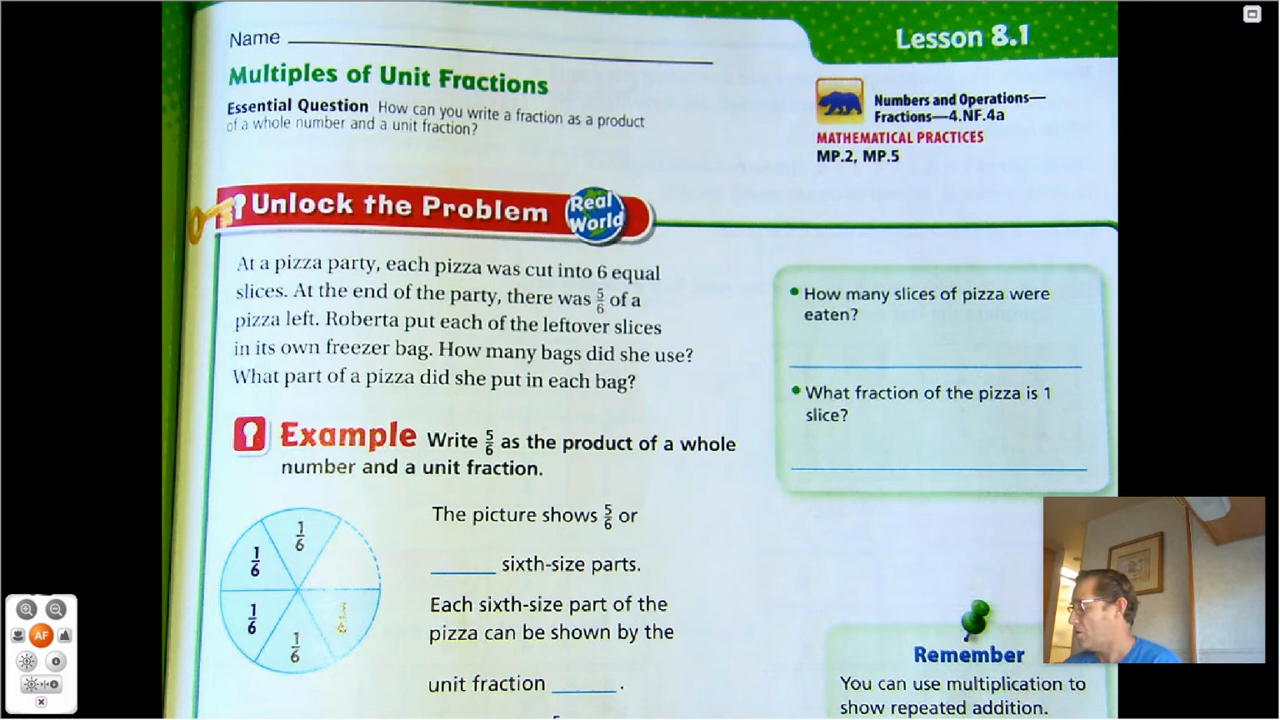 Name
Lesson 8.1
Multiples of Unit Fractions
Essential Question How can you write a fraction as a product
of a whole number and a unit fraction?
Numbers and Operations—
Fractions—4.NF.4a
MATHEMATICAL PRACTICES
MP.2, MP.5
Unlock the Problem
Real
World
At a pizza party, each pizza was cut into 6 equal
slices. At the end of the party, there was 5/6 of a
pizza left. Roberta put each of the leftover slices
in its own freezer bag. How many bags did she use?
What part of a pizza did she put in each bag?
• How many slices of pizza were
eaten?
• What fraction of the pizza is 1
slice?
Example Write 5/6 as the product of a whole
number and a unit fraction.
1/6
1/6
1/6
1/6
1/6
The picture shows 5/6 or
______ sixth-size parts.
Each sixth-size part of the
pizza can be shown by the
unit fraction ______ .
Remember
You can use multiplication to
show repeated addition.
AF